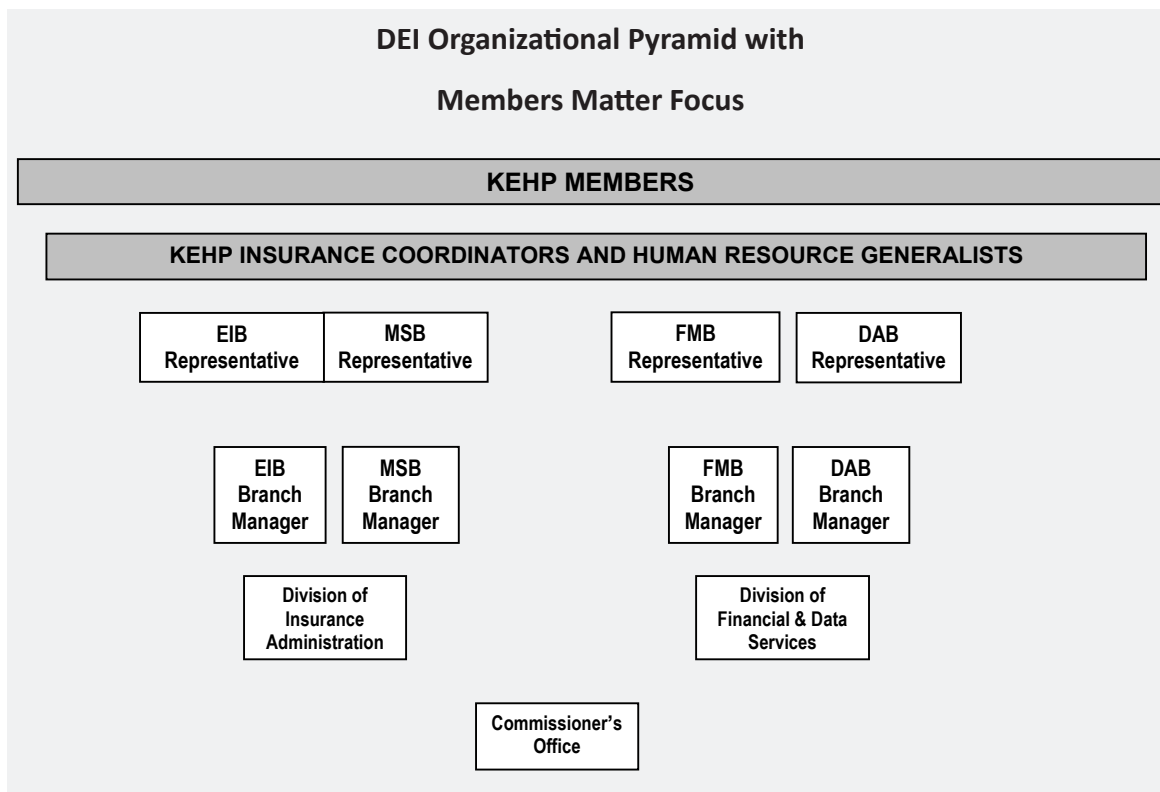 DEI Organizational Pyramid with
Members Matter Focus
KEHP MEMBERS
KEHP INSURANCE COORDINATORS AND HUMAN RESOURCE GENERALISTS
EIB
Representative
MSB
Representative
FMB
Representative
DAB
Representative
EIB
Branch
Manager
MSB
Branch
Manager
FMB
Branch
Manager
DAB
Branch
Manager
Division of
Insurance
Administration
Division of
Financial & Data
Services
Commissioner’s
Office